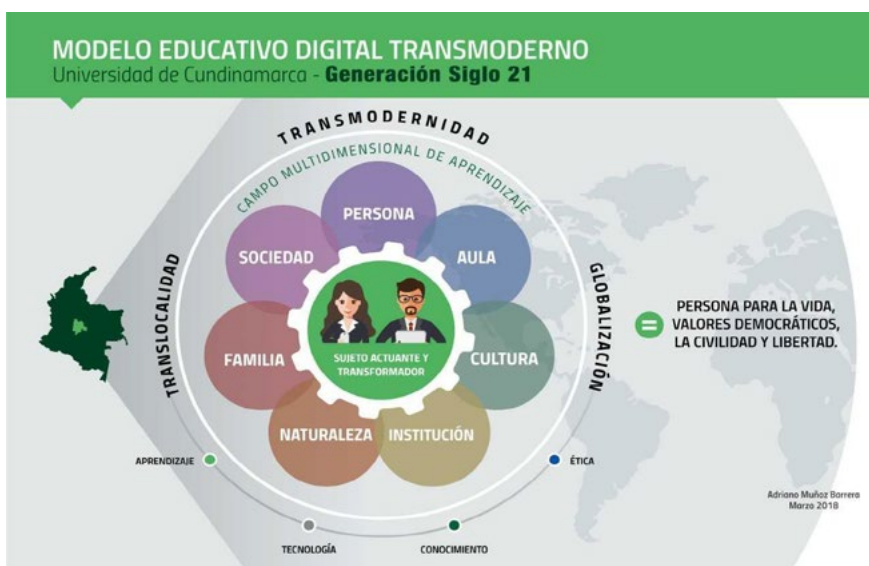 MODELO EDUCATIVO DIGITAL TRANSMODERNO
Universidad de Cundinamarca - Generación Siglo 21
TRANSMODERNIDAD
CAMPO MULTIDIMENSIONAL DE APRENDIZAJE
PERSONA
SOCIEDAD
AULA
TRANSLOCALIDAD
GLOBALIZACIÓN
FAMILIA
SUJETO ACTUANTE Y
TRANSFORMADOR
CULTURA
NATURALEZA
INSTITUCIÓN
=
PERSONA PARA LA VIDA,
VALORES DEMOCRÁTICOS,
LA CIVILIDAD Y LIBERTAD.
APRENDIZAJE
ÉTICA
TECNOLOGÍA
CONOCIMIENTO
Adriano Muñoz Barrera
Marzo 2018